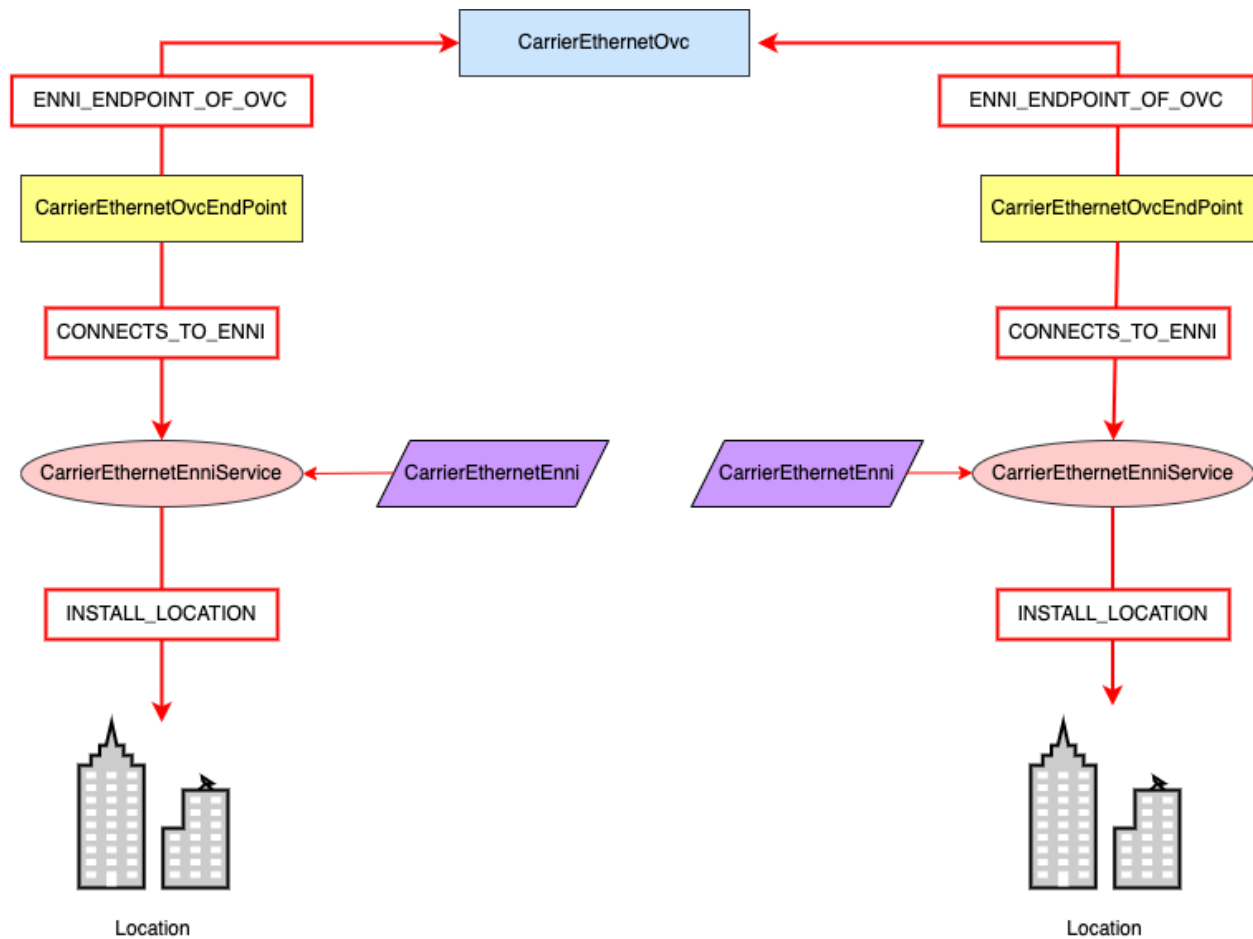 CarrierEthernetOvc
ENNI_ENDPOINT_OF_OVC
ENNI_ENDPOINT_OF_OVC
CarrierEthernetOvcEndPoint
CarrierEthernetOvcEndPoint
CONNECTS_TO_ENNI
CONNECTS_TO_ENNI
CarrierEthernetEnniService
CarrierEthernetEnni
CarrierEthernetEnni
CarrierEthernetEnniService
INSTALL_LOCATION
INSTALL_LOCATION
Location
Location